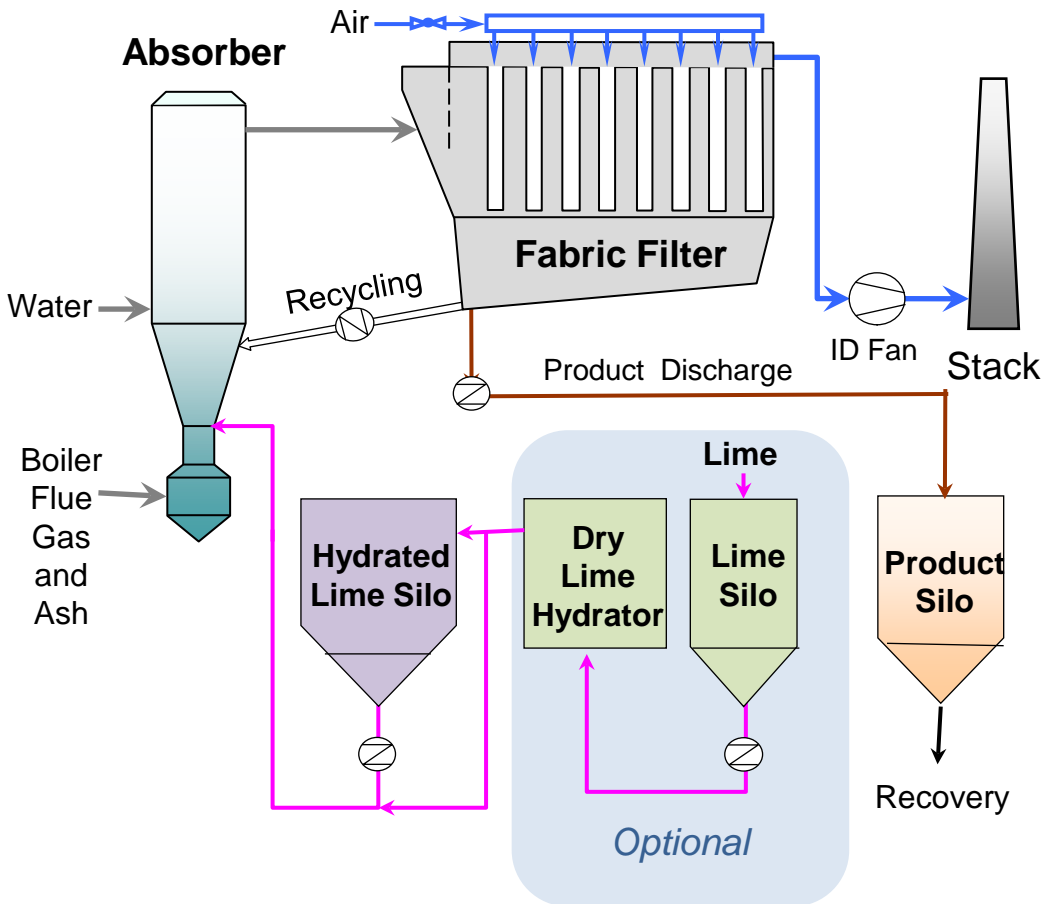 Air
Absorber
Fabric Filter
Recycling
Water
ID Fan
Stack
Product Discharge
Boiler
Flue
Gas
and
Ash
Lime
Hydrated
Lime Silo
Dry
Lime
Hydrator
Lime
Silo
Product
Silo
Recovery
Optional